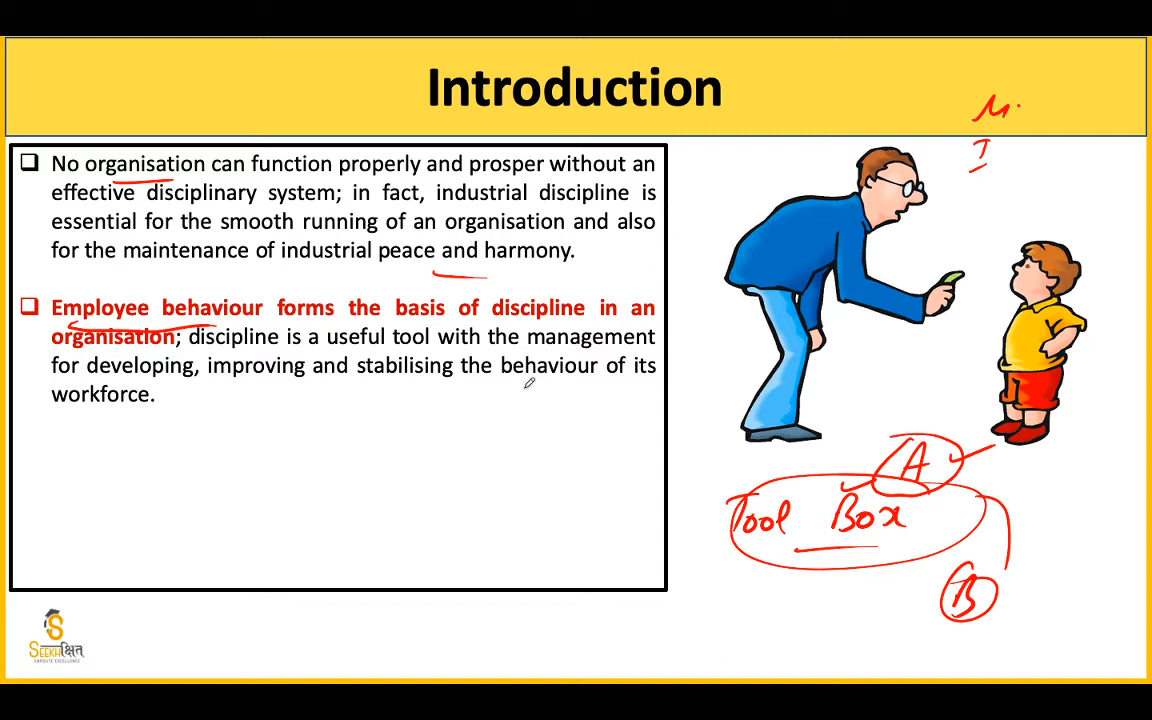 Introduction
M.
I
❑ No organisation can function properly and prosper without an
effective disciplinary system; in fact, industrial discipline is
essential for the smooth running of an organisation and also
for the maintenance of industrial peace and harmony.
❑ Employee behaviour forms the basis of discipline in an
organisation; discipline is a useful tool with the management
for developing, improving and stabilising the behaviour of its
workforce.
A
Tool Box
B
S
SEEKHक्षित
ENROUTE EXCELLENCE